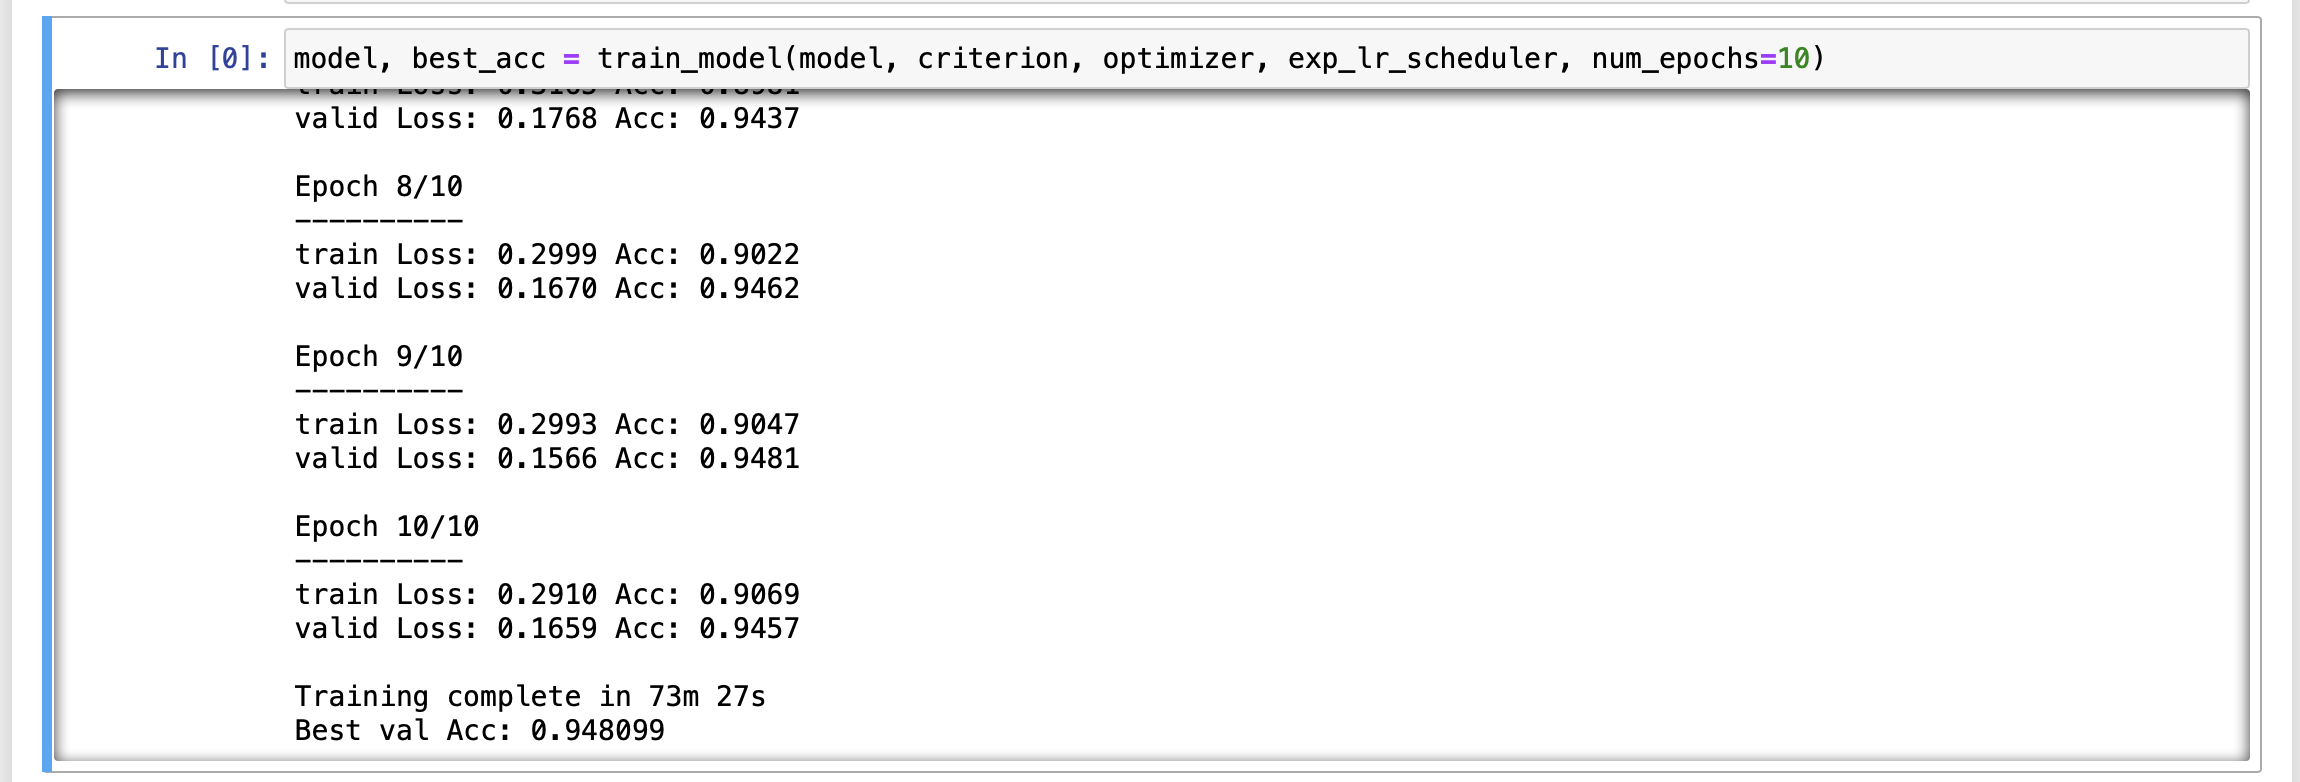 In [0]: model, best_acc = train_model(model, criterion, optimizer, exp_lr_scheduler, num_epochs=10)
valid Loss: 0.1768 Acc: 0.9437
Epoch 8/10
----------
train Loss: 0.2999 Acc: 0.9022
valid Loss: 0.1670 Acc: 0.9462
Epoch 9/10
----------
train Loss: 0.2993 Acc: 0.9047
valid Loss: 0.1566 Acc: 0.9481
Epoch 10/10
----------
train Loss: 0.2910 Acc: 0.9069
valid Loss: 0.1659 Acc: 0.9457
Training complete in 73m 27s
Best val Acc: 0.948099